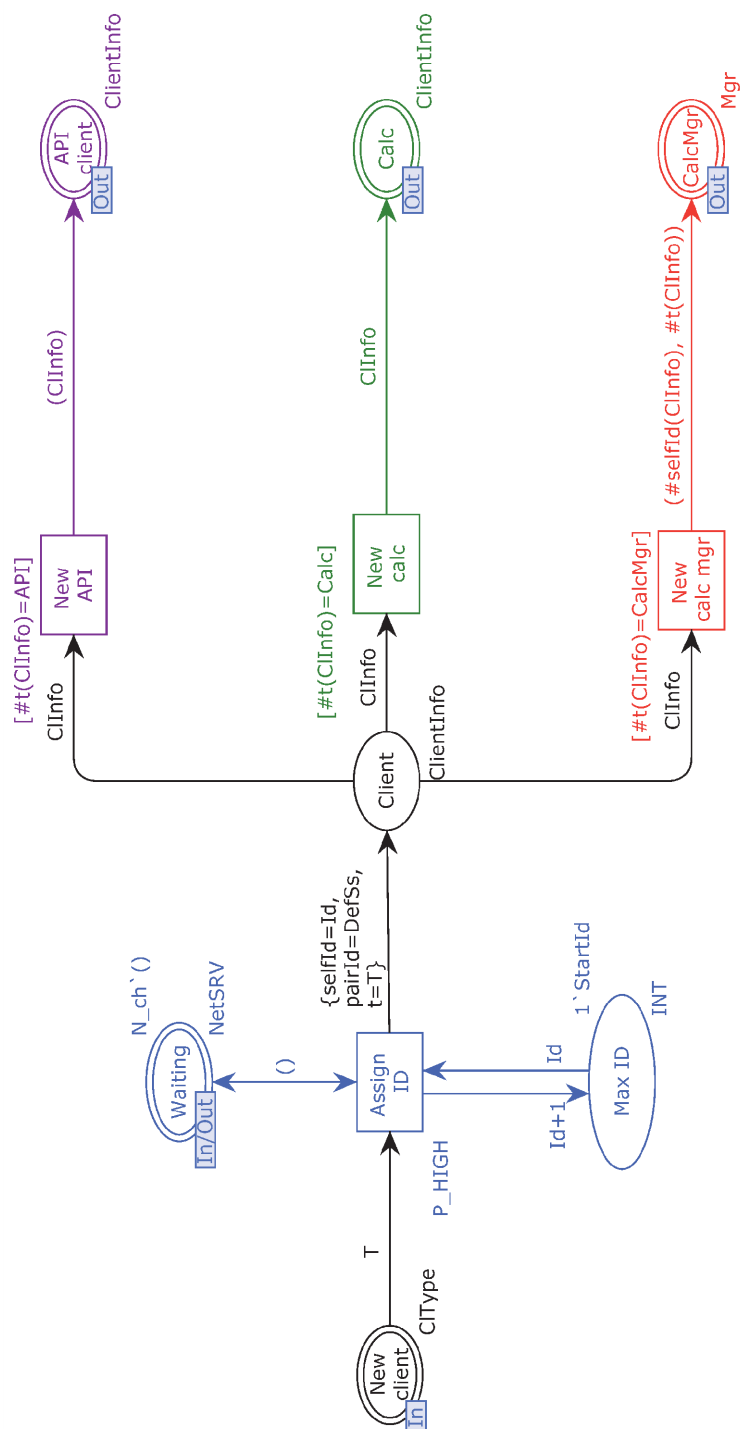 N_ch`()
Waiting
In/Out
NetSRV
()
New
client
In
ClType
T
Assign
ID
P_HIGH
Id+1
Id
Max ID
1`StartId
INT
{selfId=Id,
pairId=DefSs,
t=T}
Client
ClientInfo
ClInfo
[#t(ClInfo)=API]
New
API
(ClInfo)
API
client
Out
ClientInfo
ClInfo
[#t(ClInfo)=Calc]
New
calc
ClInfo
Calc
Out
ClientInfo
ClInfo
[#t(ClInfo)=CalcMgr]
New
calc mgr
(#selfId(ClInfo), #t(ClInfo))
CalcMgr
Out
Mgr